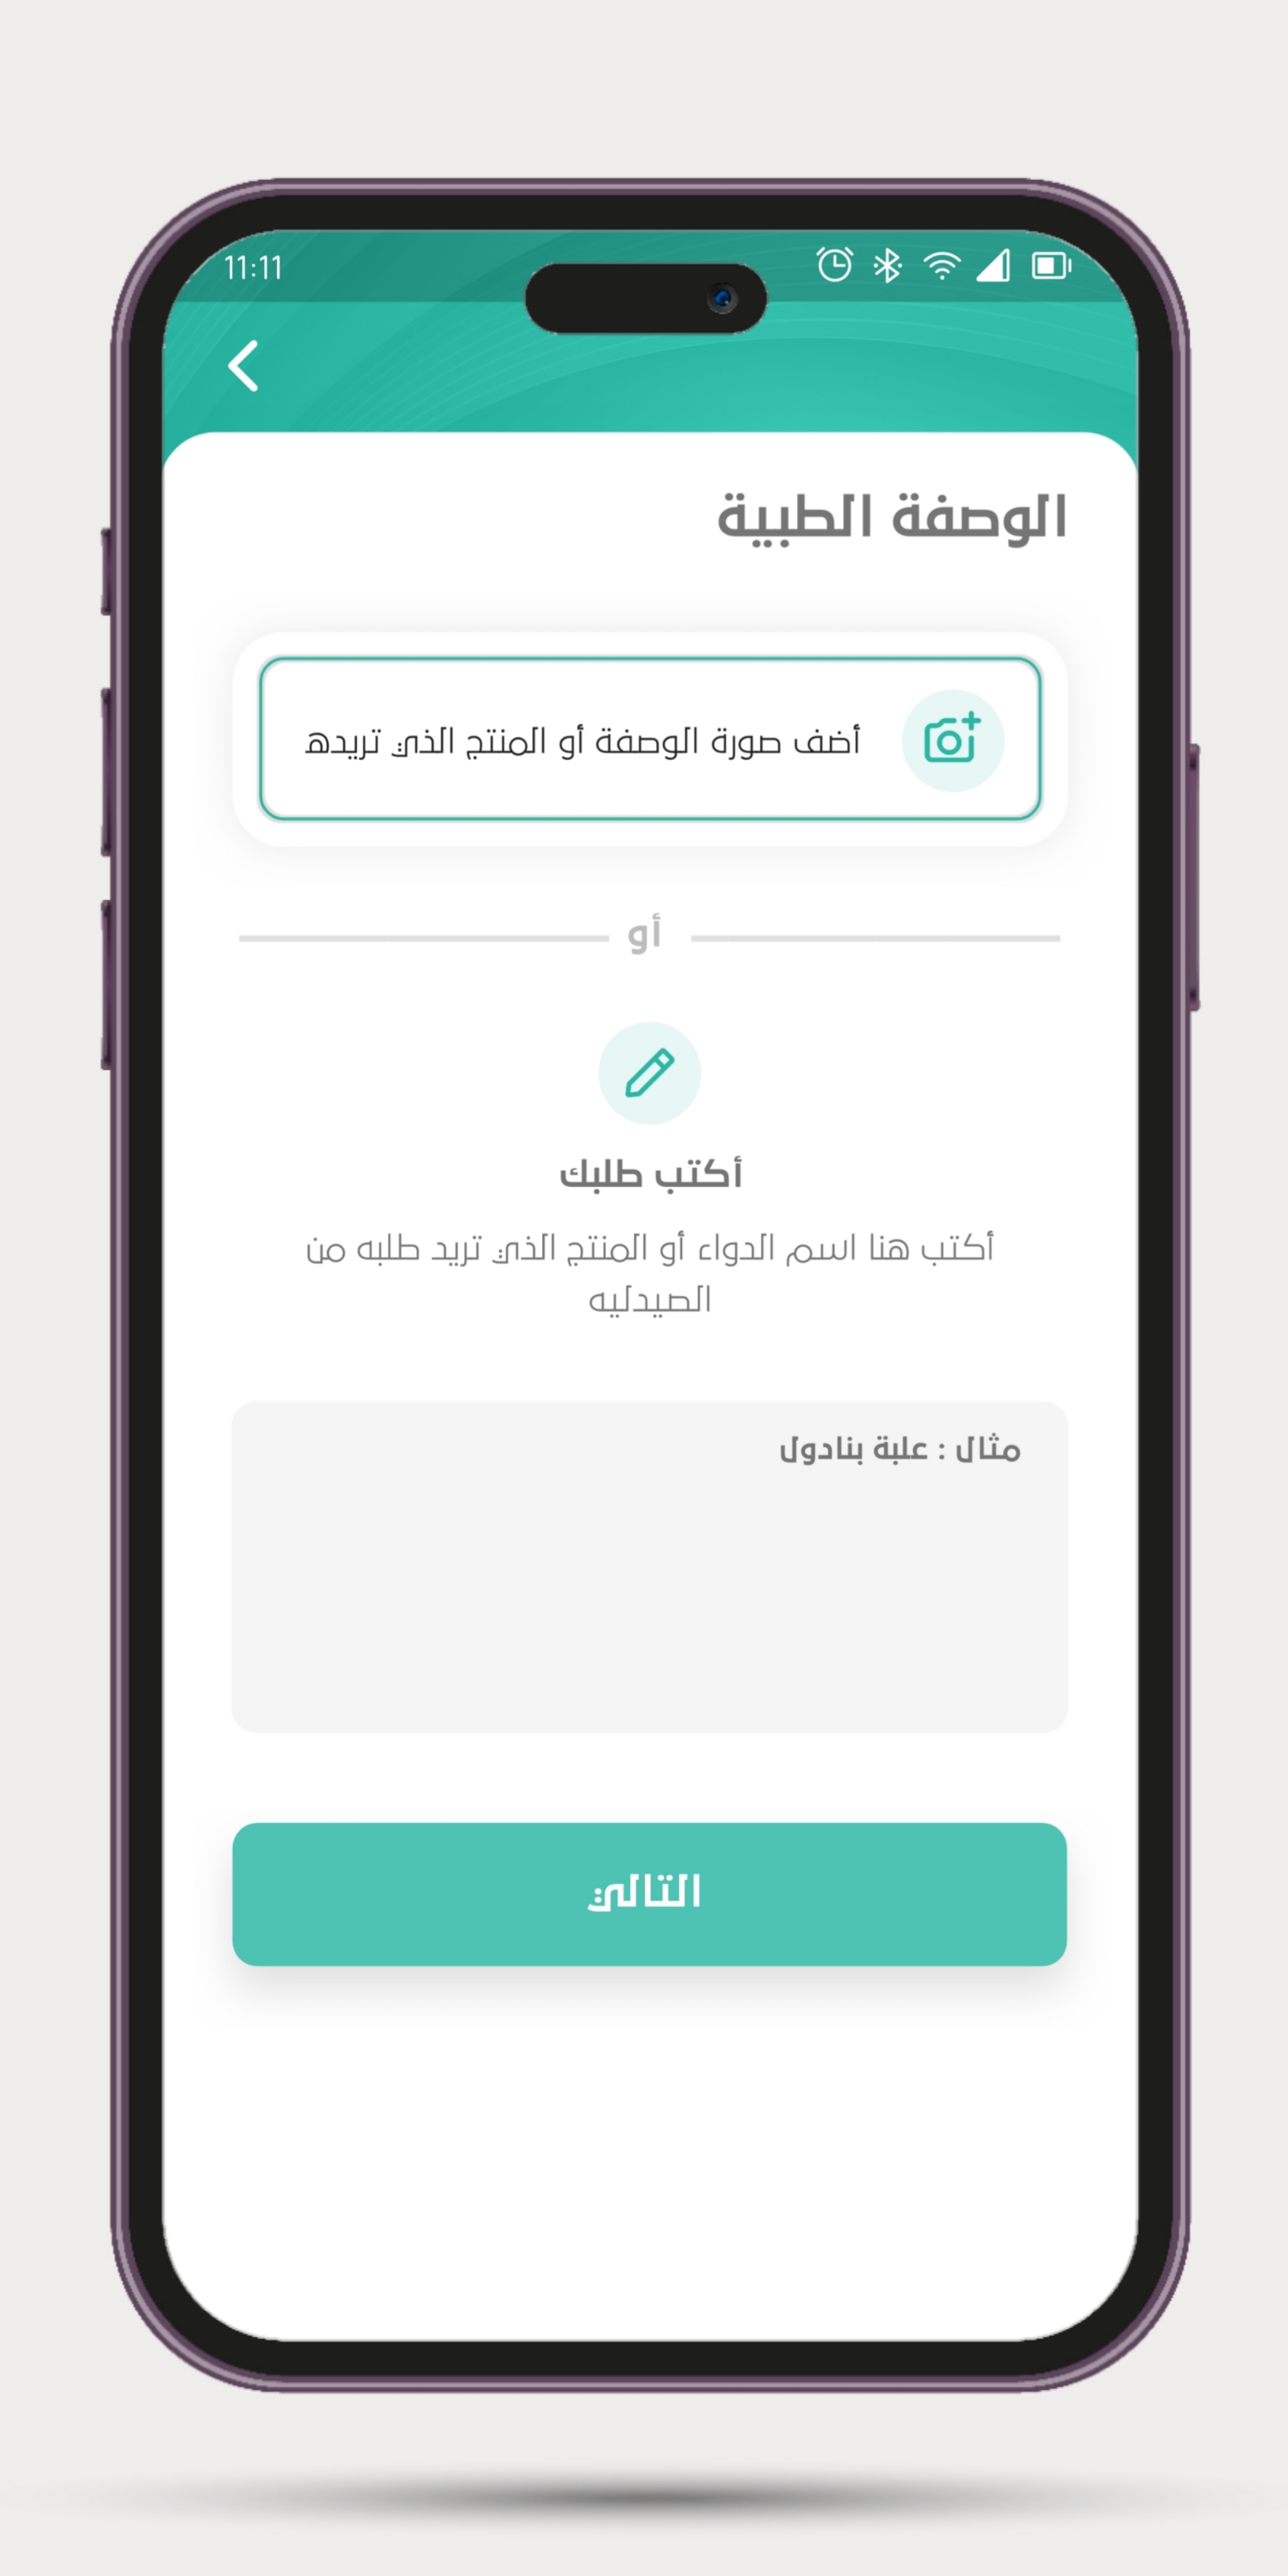 11:11
الوصفة الطبية
أضف صورة الوصفة أو المنتج الذي تريده
أو
أكتب طلبك
أكتب هنا اسم الدواء أو المنتج الذي تريد طلبه من
الصيدليه
مثال : علبة بنادول
التالي